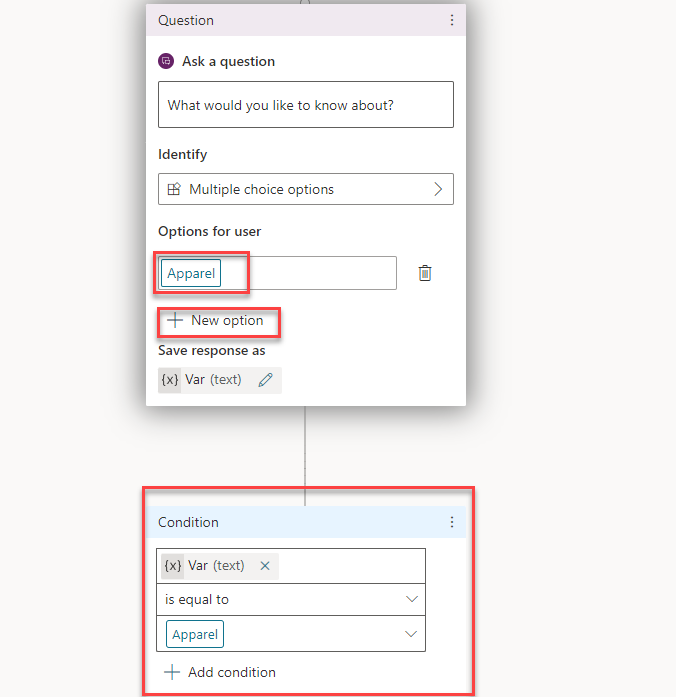 Question
Ask a question
What would you like to know about?
Identify
Multiple choice options
Options for user
Apparel
New option
Save response as
{x} Var (text)
Condition
{x} Var (text)
is equal to
Apparel
Add condition